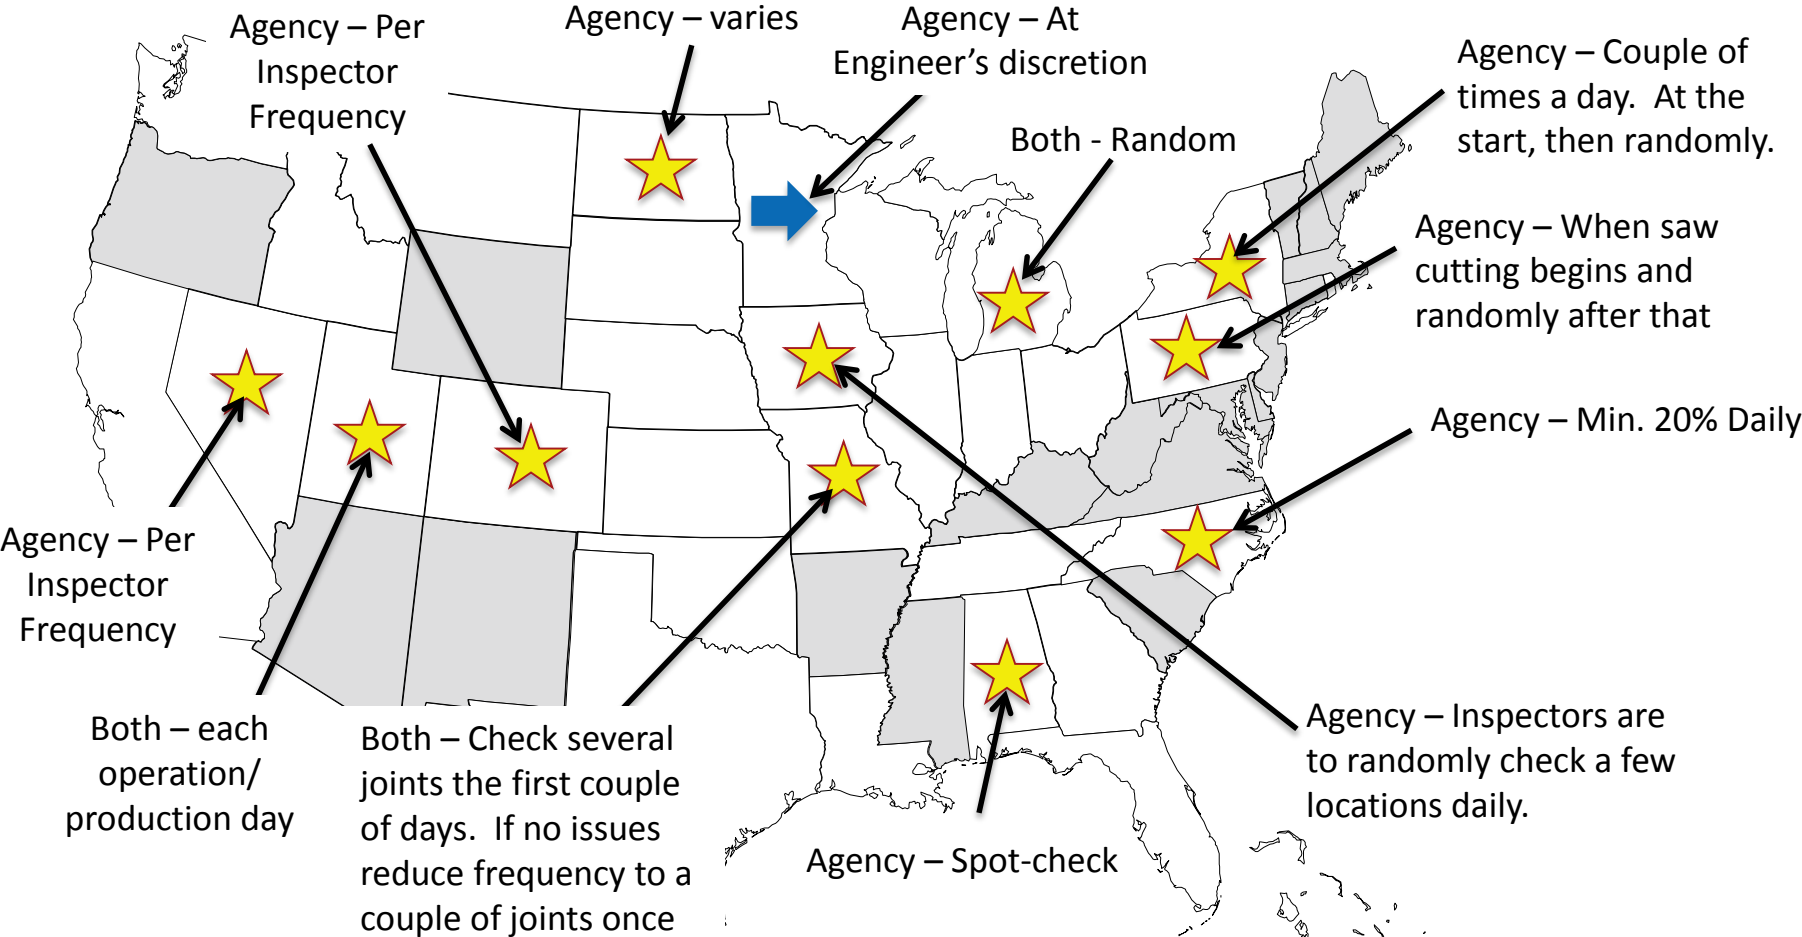 Agency – Per
Inspector
Frequency
Agency – varies
Agency – At
Engineer’s discretion
Both - Random
Agency – Couple of
times a day.  At the
start, then randomly.
Agency – When saw
cutting begins and
randomly after that
Agency – Min. 20% Daily
Agency – Per
Inspector
Frequency
Both – each
operation/
production day
Both – Check several
joints the first couple
of days.  If no issues
reduce frequency to a
couple of joints once
Agency – Spot-check
Agency – Inspectors are
to randomly check a few
locations daily.